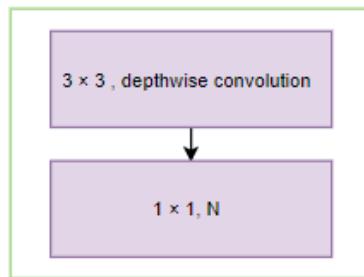 3 × 3 , depthwise convolution
1 × 1, N